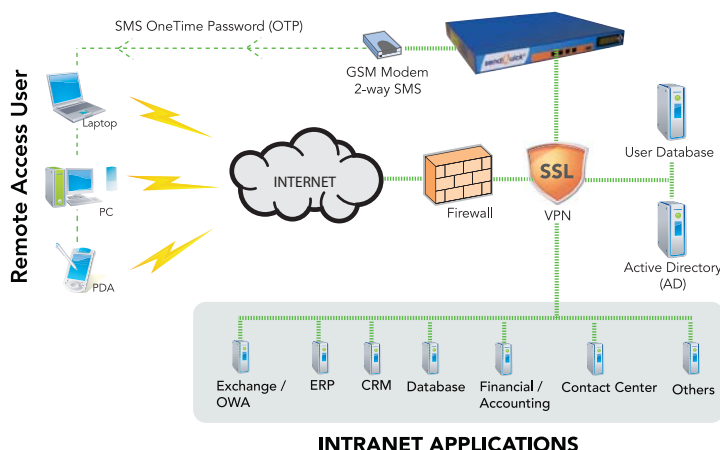 SMS OneTime Password (OTP)
sendQuick
GSM Modem
2-way SMS
Remote Access User
Laptop
PC
PDA
INTERNET
Firewall
SSL
VPN
User Database
Active Directory
(AD)
Exchange /
OWA
ERP
CRM
Database
Financial /
Accounting
Contact Center
Others
INTRANET APPLICATIONS